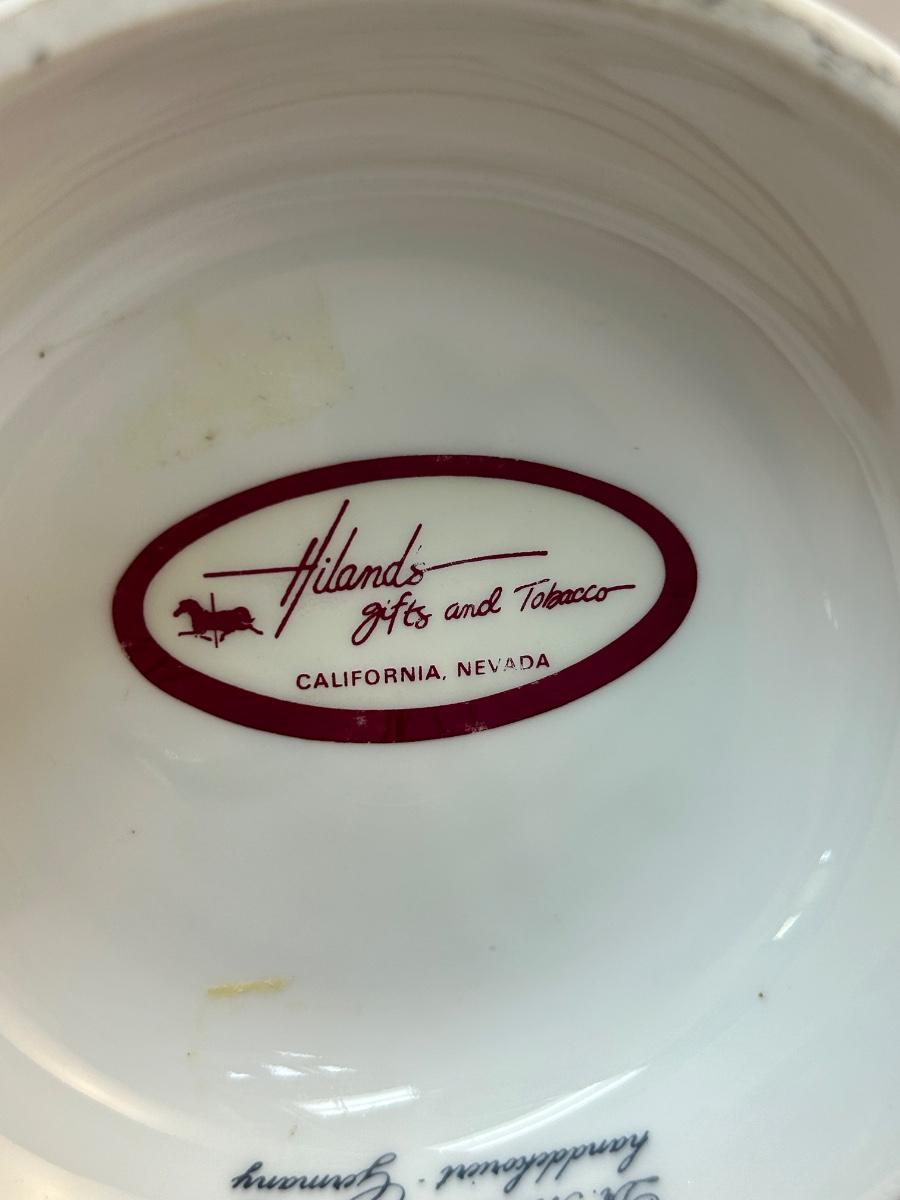 Hiland's
gifts and Tobacco
CALIFORNIA, NEVADA
handdekoriert · Germany